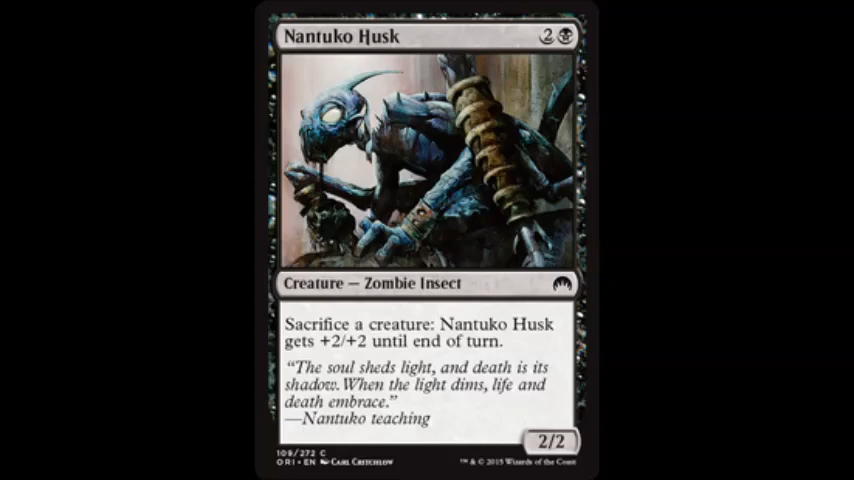 Nantuko Husk 2
Creature — Zombie Insect
Sacrifice a creature: Nantuko Husk
gets +2/+2 until end of turn.
“The soul sheds light, and death is its
shadow. When the light dims, life and
death embrace.”
—Nantuko teaching
2/2
109/272 C
ORI • EN Carl Critchlow
™ & © 2015 Wizards of the Coast